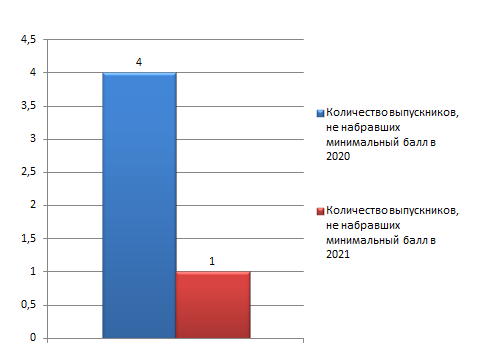 4,5
4
3,5
3
2,5
2
1,5
1
0,5
0
4
1
Количество выпускников,
не набравших
минимальный балл в
2020
Количество выпускников,
не набравших
минимальный балл в
2021